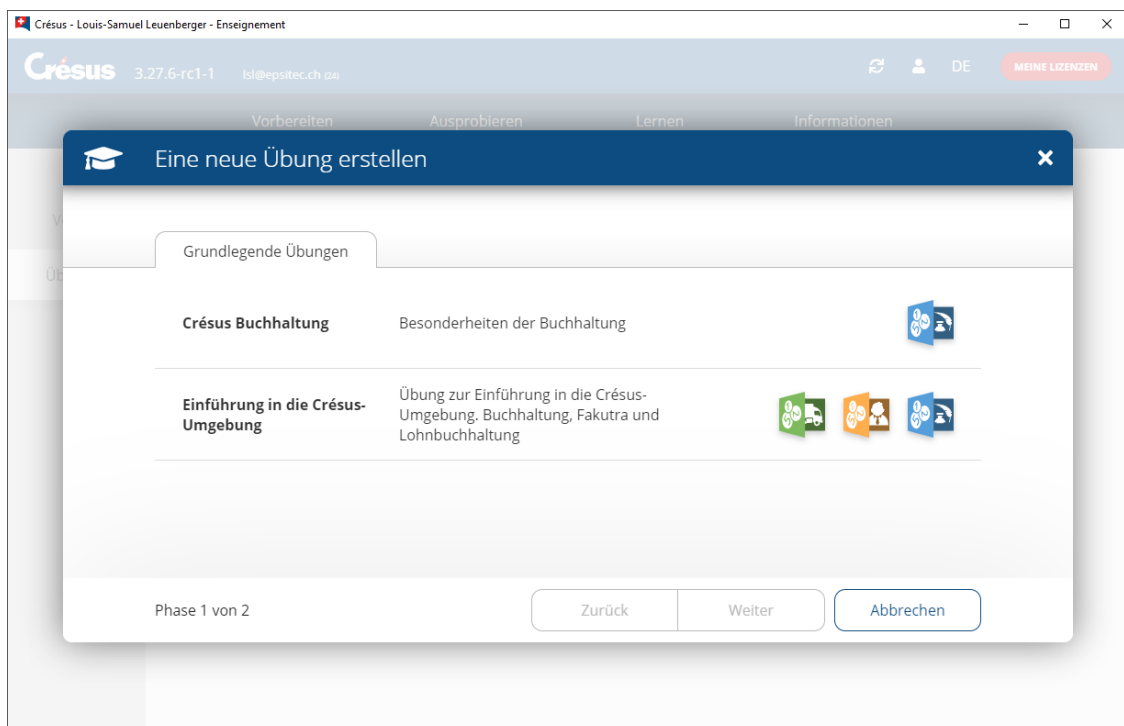 Crésus - Louis-Samuel Leuenberger - Enseignement
Crésus 3.27.6-rc1-1 lsl@epsitec.ch (24) DE MEINE LIZENZEN
Vorbereiten Ausprobieren Lernen Informationen
Eine neue Übung erstellen
Grundlegende Übungen
Crésus Buchhaltung Besonderheiten der Buchhaltung
Einführung in die Crésus-
Umgebung
Übung zur Einführung in die Crésus-
Umgebung. Buchhaltung, Fakutra und
Lohnbuchhaltung
Phase 1 von 2 Zurück Weiter Abbrechen